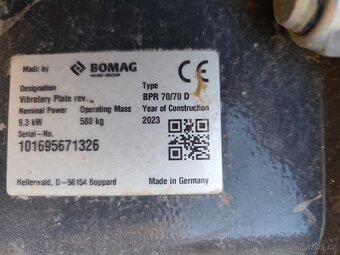 Made by BOMAG
FAYAT GROUP
CE
Designation Type
Vibratory Plate rev. BPR 70/70 D
Nominal Power Operating Mass Year of Construction
9,3 kW 580 kg 2023
Serial-No.
101695671326
Hellerwald, D-56154 Boppard Made in Germany